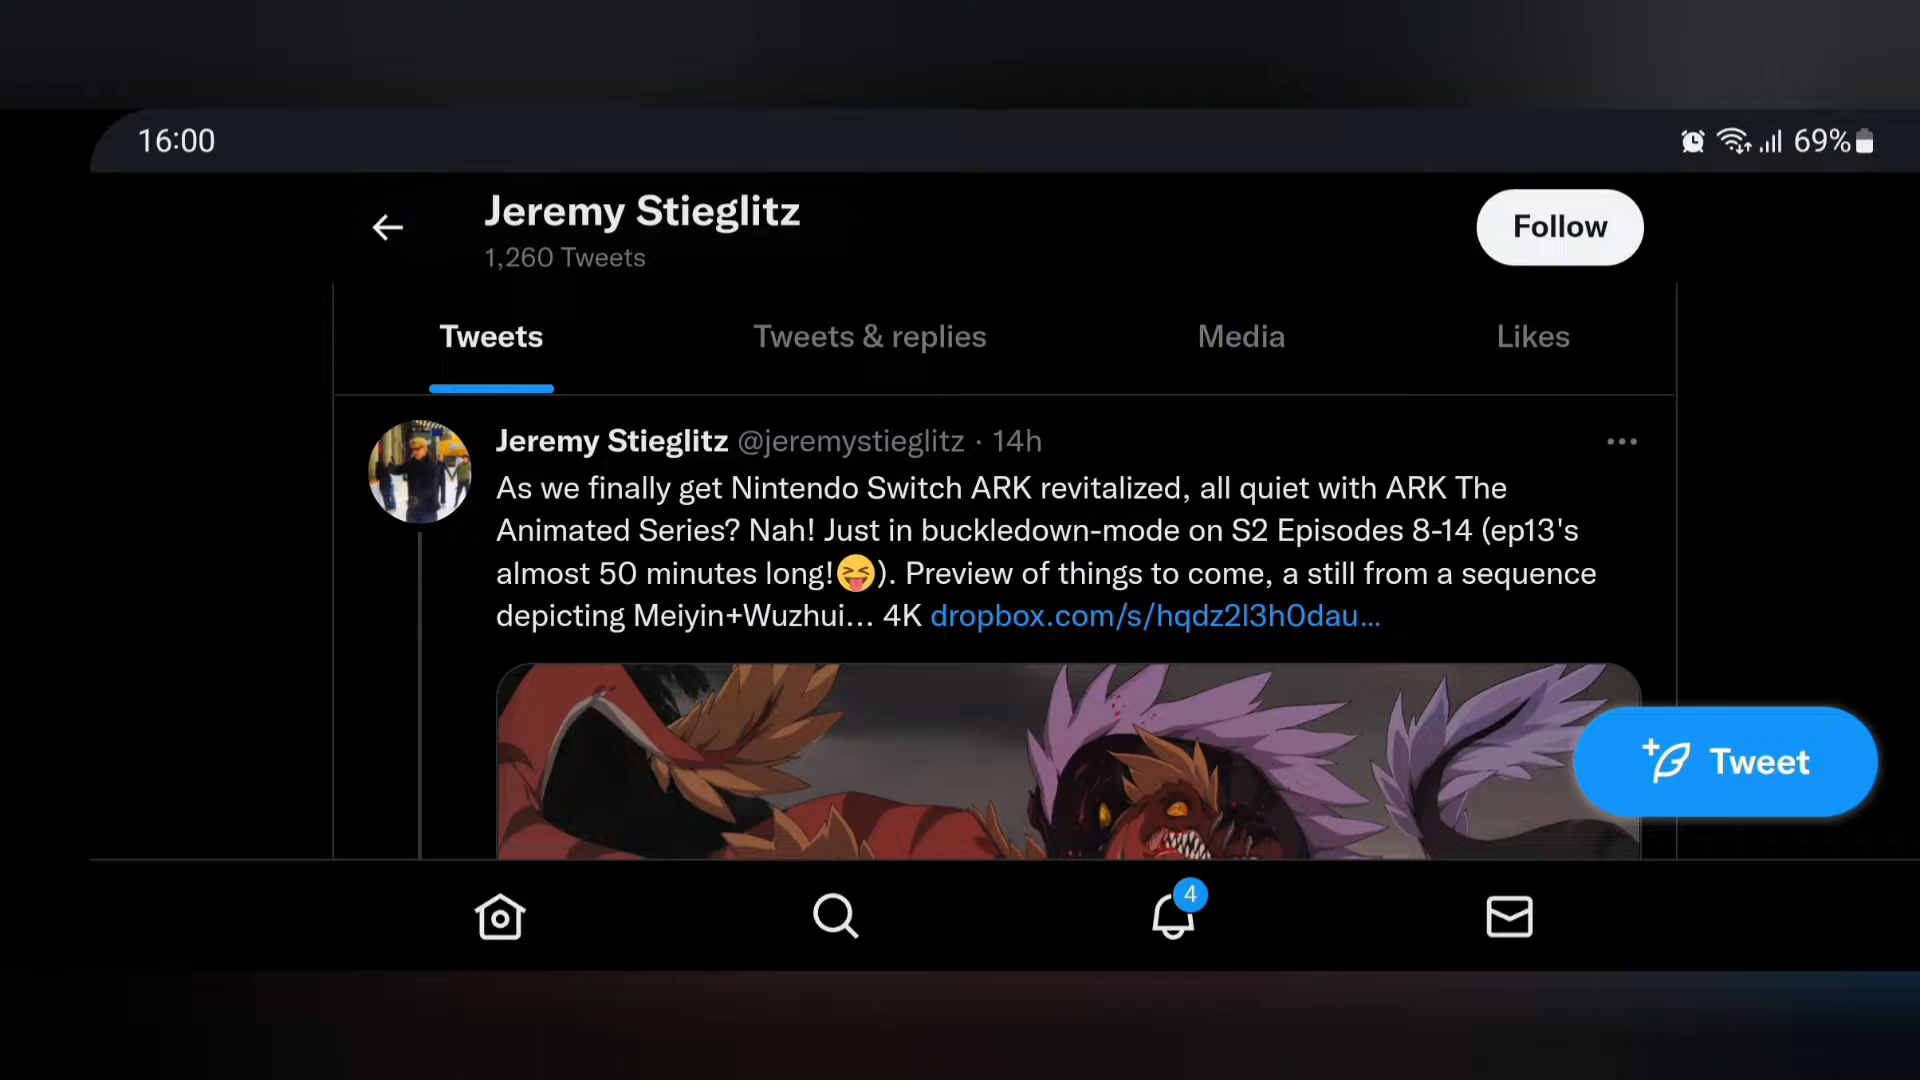 16:00
69%
Jeremy Stieglitz
1,260 Tweets
Follow
Tweets
Tweets & replies
Media
Likes
Jeremy Stieglitz @jeremystieglitz · 14h
As we finally get Nintendo Switch ARK revitalized, all quiet with ARK The
Animated Series? Nah! Just in buckledown-mode on S2 Episodes 8-14 (ep13's
almost 50 minutes long!😝). Preview of things to come, a still from a sequence
depicting Meiyin+Wuzhui... 4K dropbox.com/s/hqdz2l3h0dau...
Tweet
4